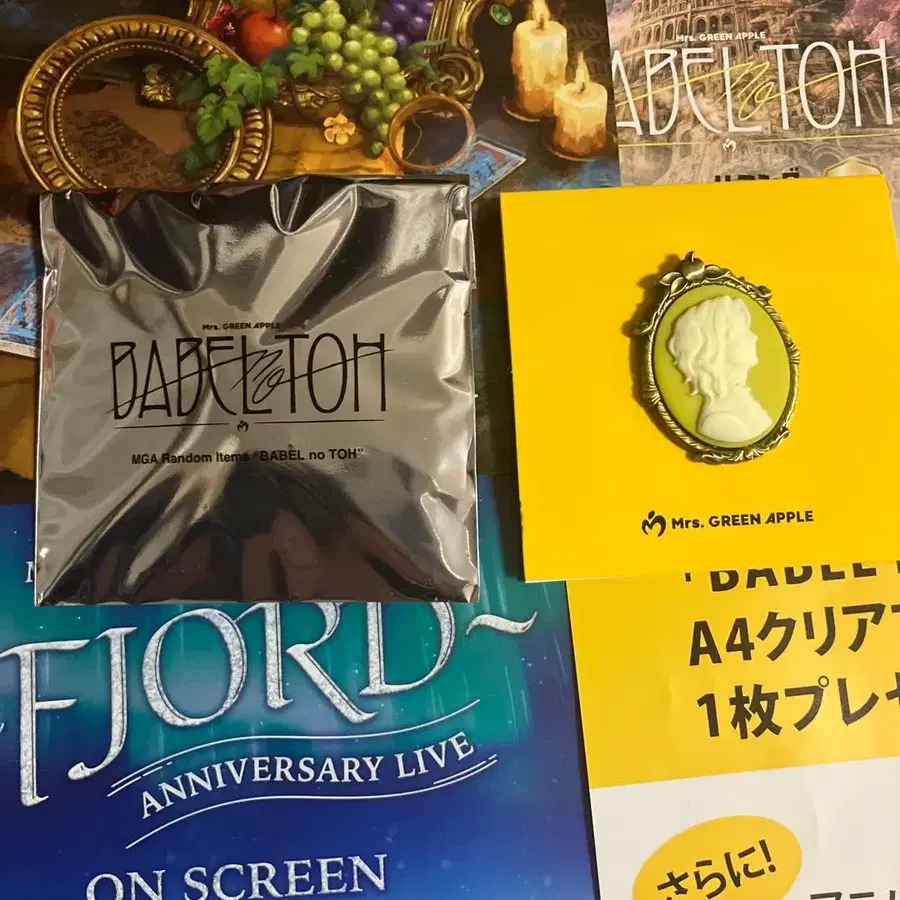 Mrs. GREEN APPLE
BABEL no TOH
Mrs. GREEN APPLE
BABEL no TOH
MGA Random Items "BABEL no TOH"
Mrs. GREEN APPLE
FJORD~
ANNIVERSARY LIVE
ON SCREEN
A4クリア
1枚プレ
さらに!